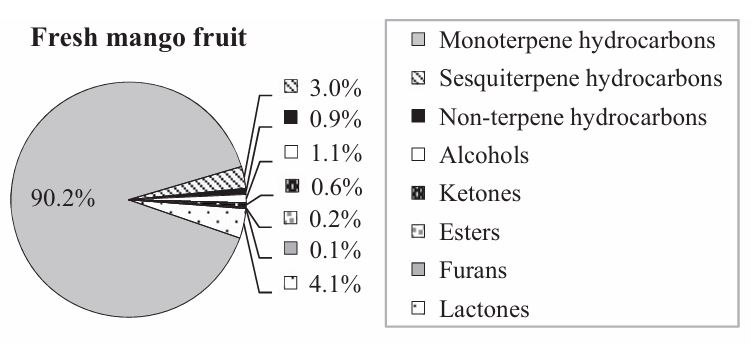 Fresh mango fruit
90.2%
3.0%
0.9%
1.1%
0.6%
0.2%
0.1%
4.1%
Monoterpene hydrocarbons
Sesquiterpene hydrocarbons
Non-terpene hydrocarbons
Alcohols
Ketones
Esters
Furans
Lactones